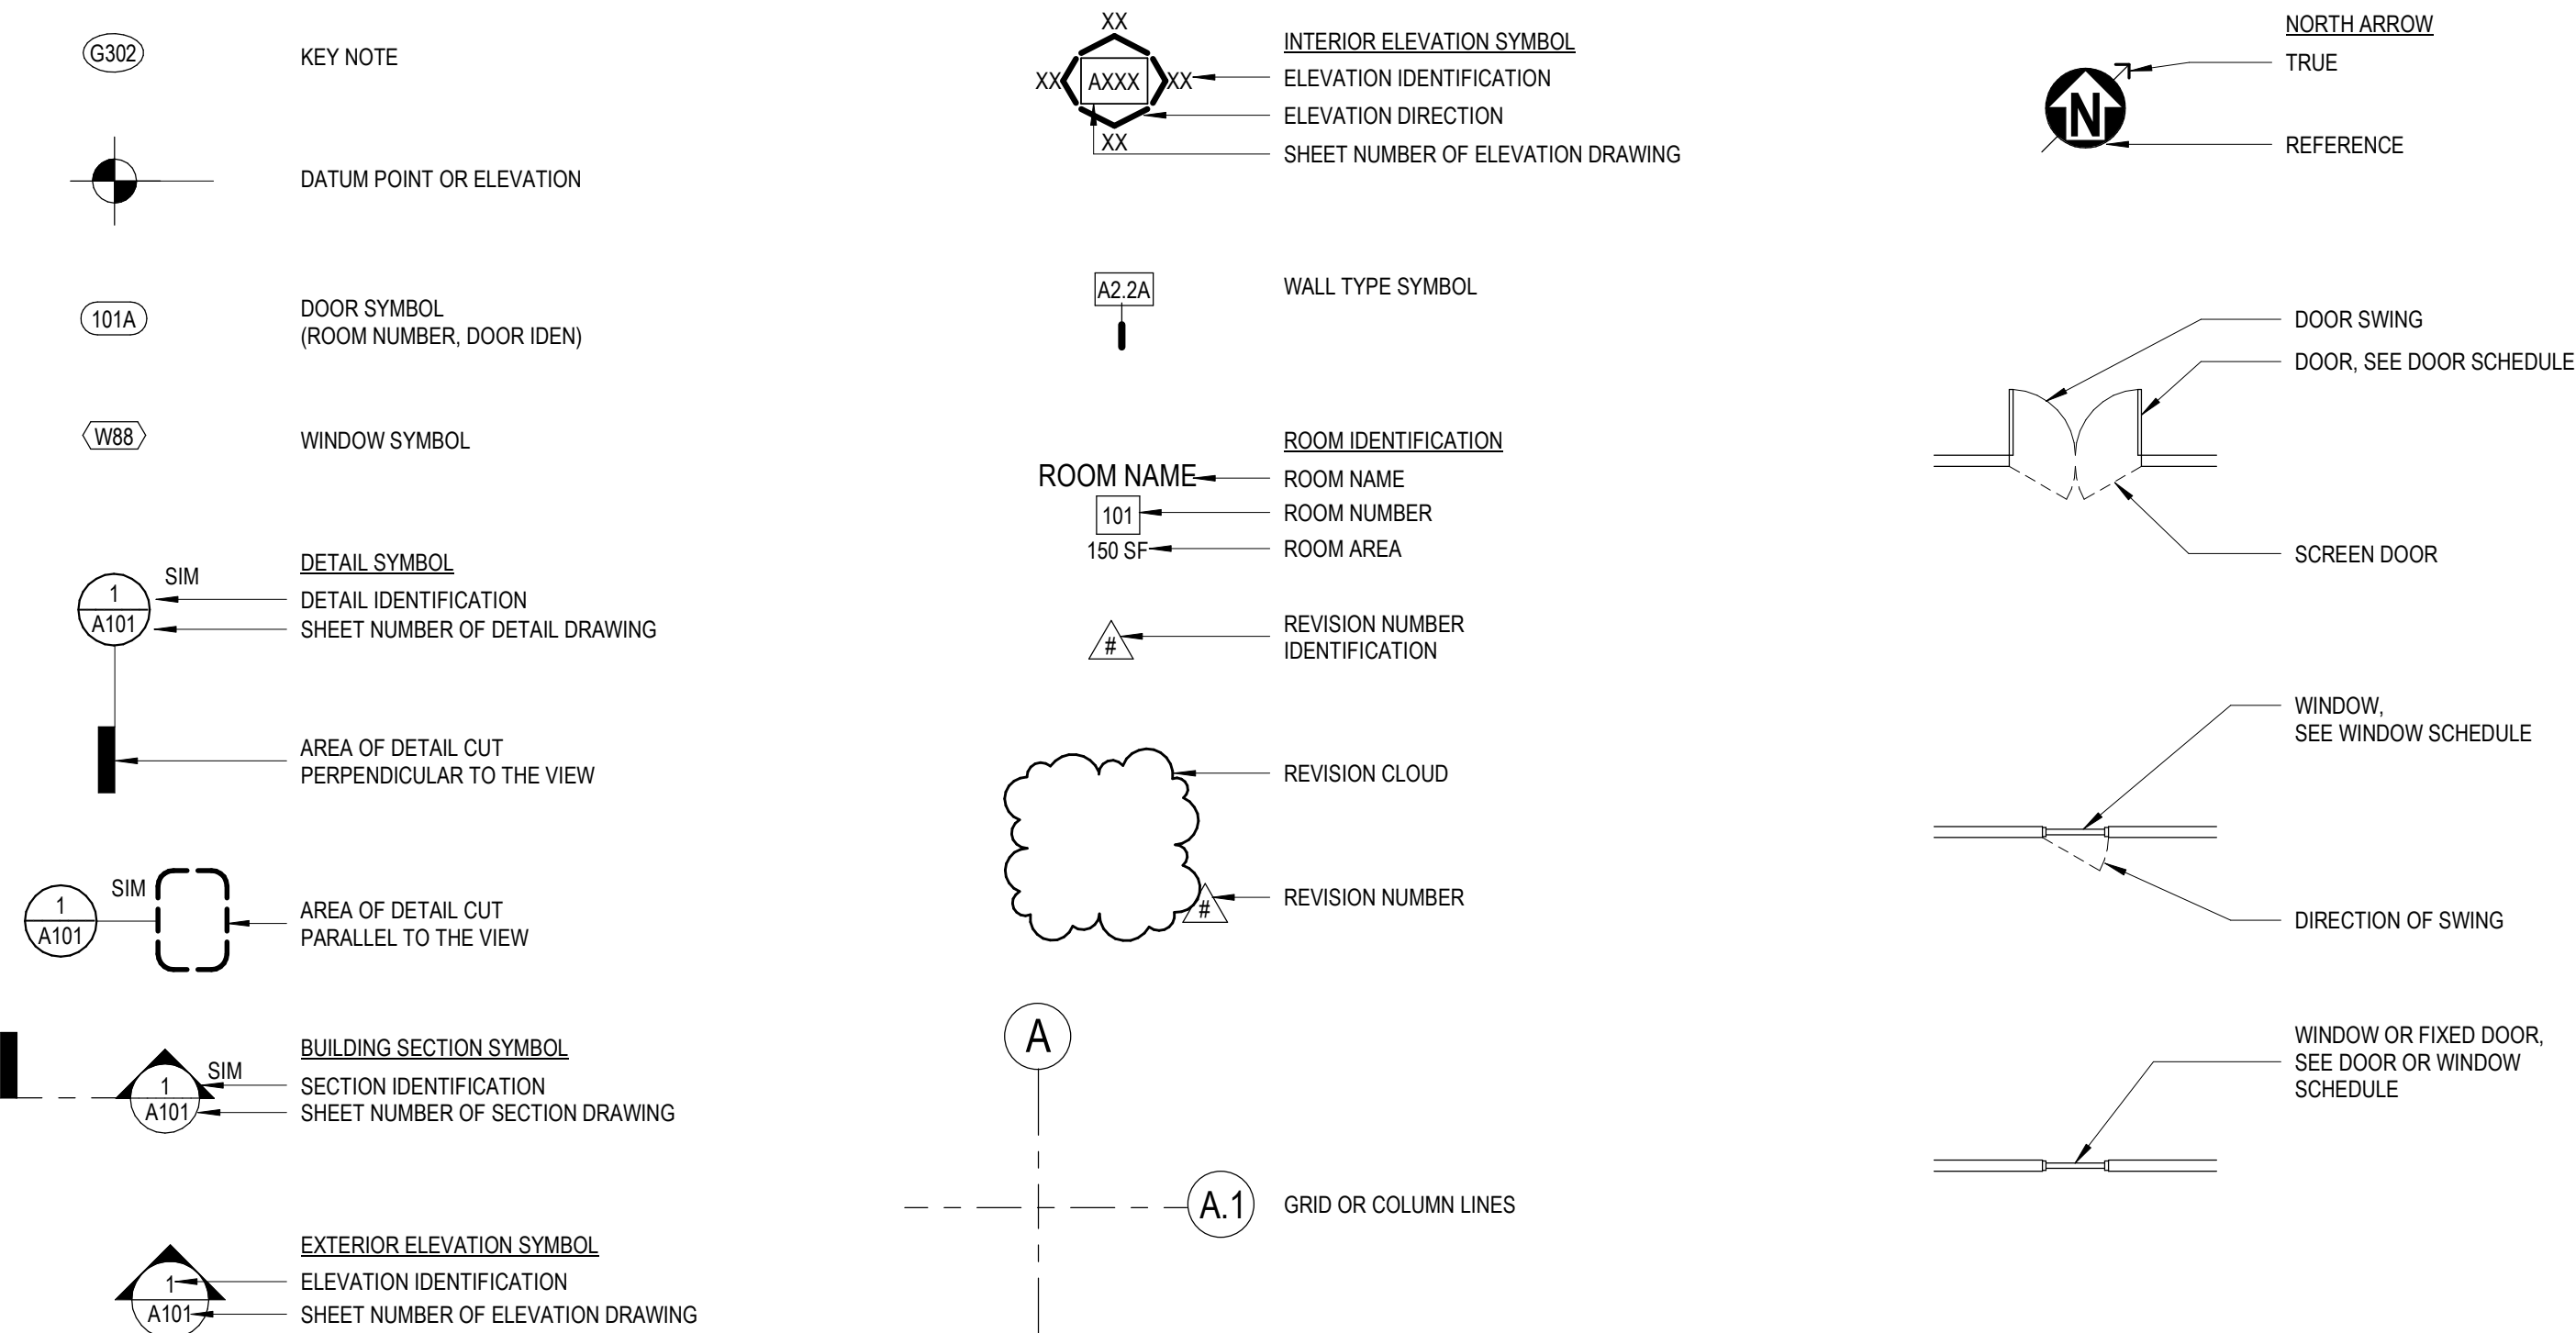 G302
KEY NOTE
DATUM POINT OR ELEVATION
101A
DOOR SYMBOL
(ROOM NUMBER, DOOR IDEN)
W88
WINDOW SYMBOL
DETAIL SYMBOL
SIM
1
DETAIL IDENTIFICATION
A101
SHEET NUMBER OF DETAIL DRAWING
AREA OF DETAIL CUT
PERPENDICULAR TO THE VIEW
SIM
1
A101
AREA OF DETAIL CUT
PARALLEL TO THE VIEW
BUILDING SECTION SYMBOL
SIM
1
SECTION IDENTIFICATION
A101
SHEET NUMBER OF SECTION DRAWING
EXTERIOR ELEVATION SYMBOL
1
ELEVATION IDENTIFICATION
A101
SHEET NUMBER OF ELEVATION DRAWING
XX
INTERIOR ELEVATION SYMBOL
XX
AXXX
XX
ELEVATION IDENTIFICATION
ELEVATION DIRECTION
XX
SHEET NUMBER OF ELEVATION DRAWING
A2.2A
WALL TYPE SYMBOL
ROOM IDENTIFICATION
ROOM NAME
ROOM NAME
101
ROOM NUMBER
150 SF
ROOM AREA
#
REVISION NUMBER
IDENTIFICATION
REVISION CLOUD
#
REVISION NUMBER
A
A.1
GRID OR COLUMN LINES
NORTH ARROW
TRUE
N
REFERENCE
DOOR SWING
DOOR, SEE DOOR SCHEDULE
SCREEN DOOR
WINDOW,
SEE WINDOW SCHEDULE
DIRECTION OF SWING
WINDOW OR FIXED DOOR,
SEE DOOR OR WINDOW
SCHEDULE